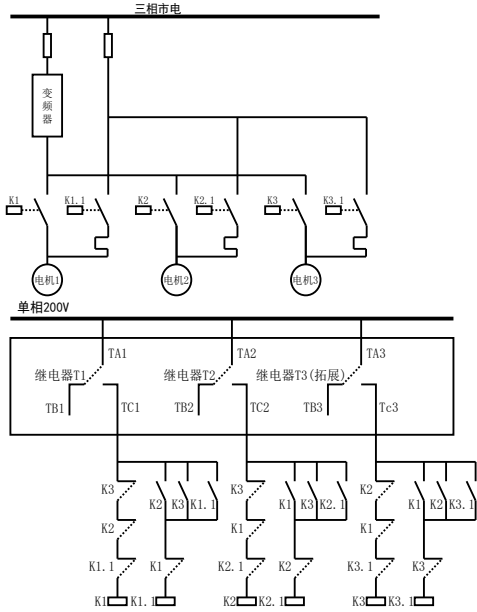 三相市电
变
频
器
K1 K1.1 K2 K2.1 K3 K3.1
电机1 电机2 电机3
单相200V
TA1 TA2 TA3
继电器T1 继电器T2 继电器T3(拓展)
TB1 TC1 TB2 TC2 TB3 Tc3
K3 K2 K3 K1.1 K3 K1 K3 K2.1 K2 K1 K2 K3.1
K2 K1 K1
K1.1 K1 K2.1 K2 K3.1 K3
K1 K1.1 K2 K2.1 K3 K3.1